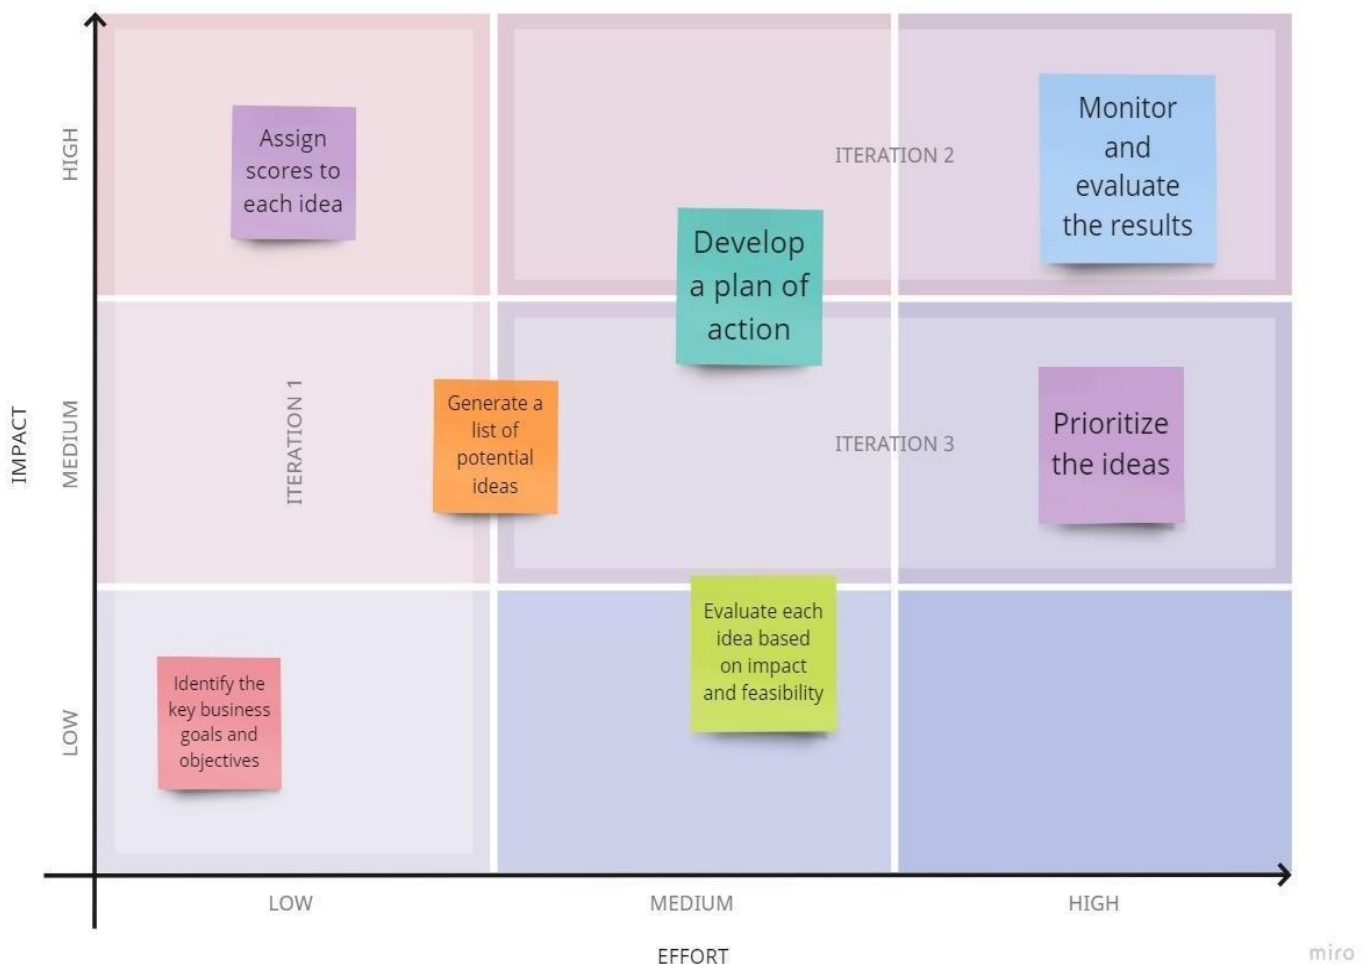 HIGH
Assign
scores to
each idea
ITERATION 2
Monitor
and
evaluate
the results
Develop
a plan of
action
IMPACT
MEDIUM
ITERATION 1
Generate a
list of
potential
ideas
ITERATION 3
Prioritize
the ideas
LOW
Identify the
key business
goals and
objectives
Evaluate each
idea based
on impact
and feasibility
LOW
MEDIUM
HIGH
EFFORT
miro